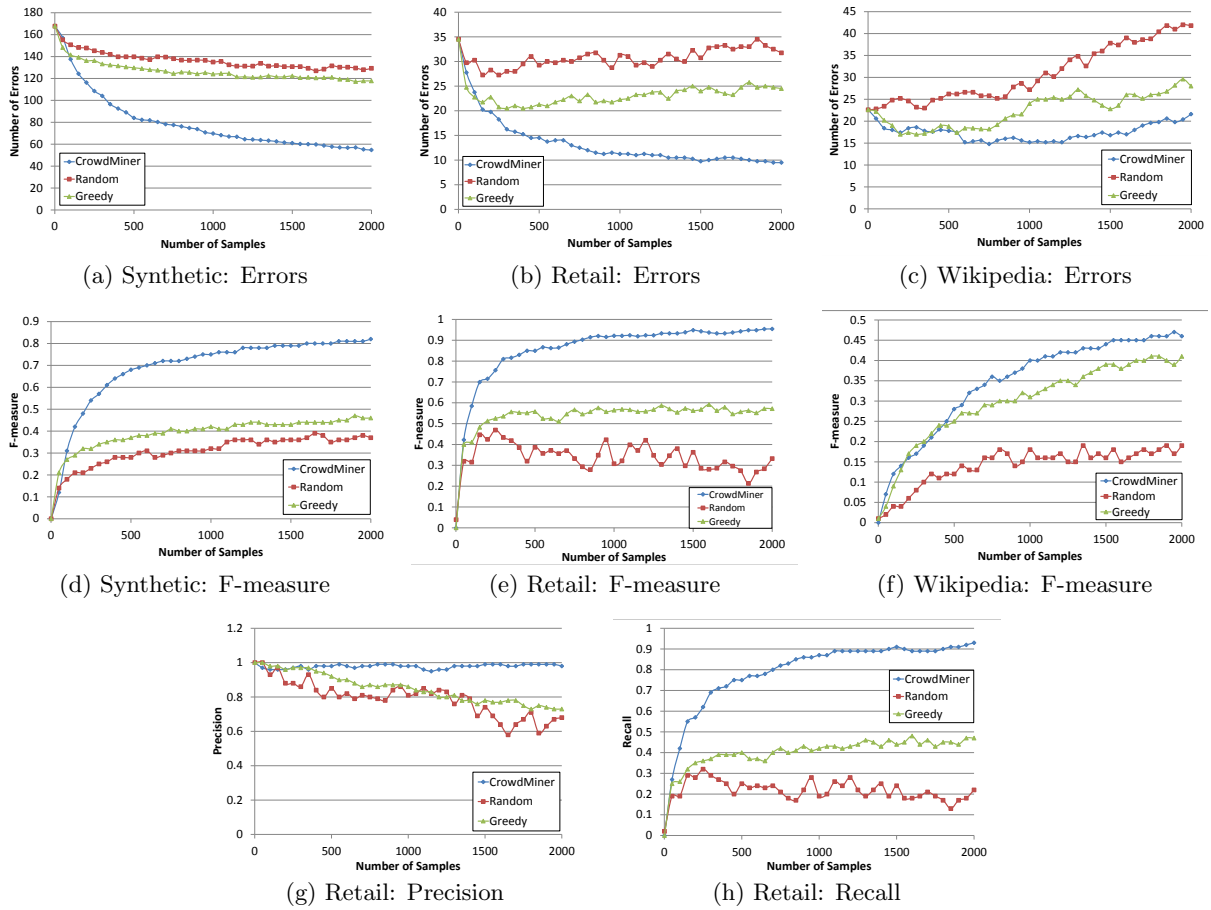 180
160
140
120
100
80
60
40
20
0
Number of Errors
CrowdMiner
Random
Greedy
0 500 1000 1500 2000
Number of Samples
(a) Synthetic: Errors
40
35
30
25
20
15
10
5
0
Number of Errors
CrowdMiner
Random
Greedy
0 500 1000 1500 2000
Number of Samples
(b) Retail: Errors
45
40
35
30
25
20
15
10
5
0
Number of Errors
CrowdMiner
Random
Greedy
0 500 1000 1500 2000
Number of Samples
(c) Wikipedia: Errors
0.9
0.8
0.7
0.6
0.5
0.4
0.3
0.2
0.1
0
F-measure
CrowdMiner
Random
Greedy
0 500 1000 1500 2000
Number of Samples
(d) Synthetic: F-measure
1
0.9
0.8
0.7
0.6
0.5
0.4
0.3
0.2
0.1
0
F-measure
CrowdMiner
Random
Greedy
0 500 1000 1500 2000
Number of Samples
(e) Retail: F-measure
0.5
0.45
0.4
0.35
0.3
0.25
0.2
0.15
0.1
0.05
0
F-measure
CrowdMiner
Random
Greedy
0 500 1000 1500 2000
Number of Samples
(f) Wikipedia: F-measure
1.2
1
0.8
0.6
0.4
0.2
0
Precision
CrowdMiner
Random
Greedy
0 500 1000 1500 2000
Number of Samples
(g) Retail: Precision
1
0.9
0.8
0.7
0.6
0.5
0.4
0.3
0.2
0.1
0
Recall
CrowdMiner
Random
Greedy
0 500 1000 1500 2000
Number of Samples
(h) Retail: Recall